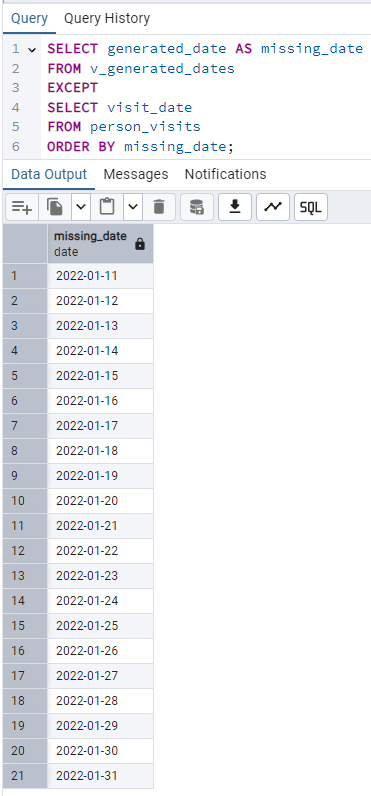 Query Query History
1 SELECT generated_date AS missing_date
2 FROM v_generated_dates
3 EXCEPT
4 SELECT visit_date
5 FROM person_visits
6 ORDER BY missing_date;
Data Output Messages Notifications
SQL
missing_date
date
1 2022-01-11
2 2022-01-12
3 2022-01-13
4 2022-01-14
5 2022-01-15
6 2022-01-16
7 2022-01-17
8 2022-01-18
9 2022-01-19
10 2022-01-20
11 2022-01-21
12 2022-01-22
13 2022-01-23
14 2022-01-24
15 2022-01-25
16 2022-01-26
17 2022-01-27
18 2022-01-28
19 2022-01-29
20 2022-01-30
21 2022-01-31